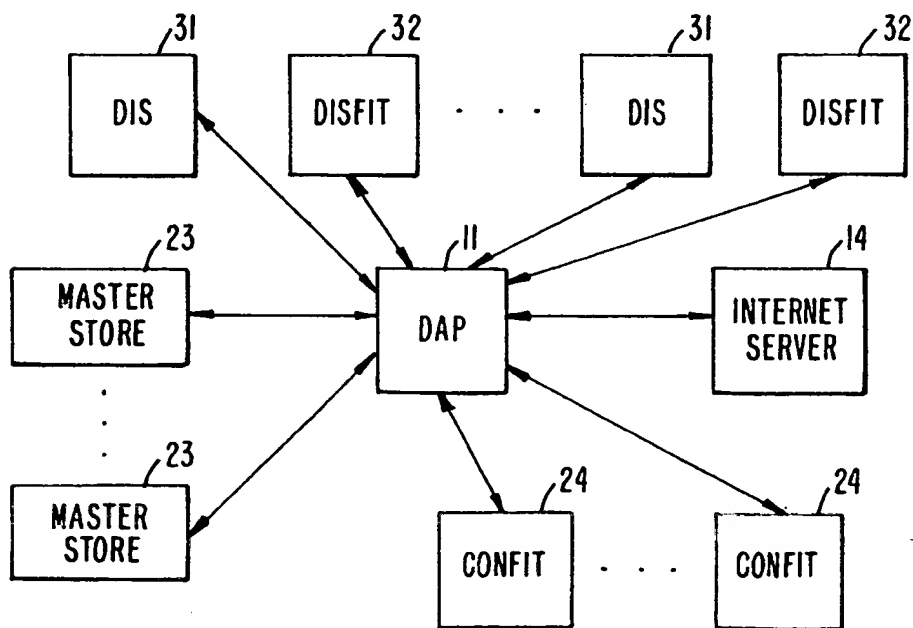 31
32
31
32
DIS
DISFIT
. . .
DIS
DISFIT
23
11
14
MASTER
STORE
DAP
INTERNET
SERVER
23
24
24
MASTER
STORE
CONFIT
. . .
CONFIT